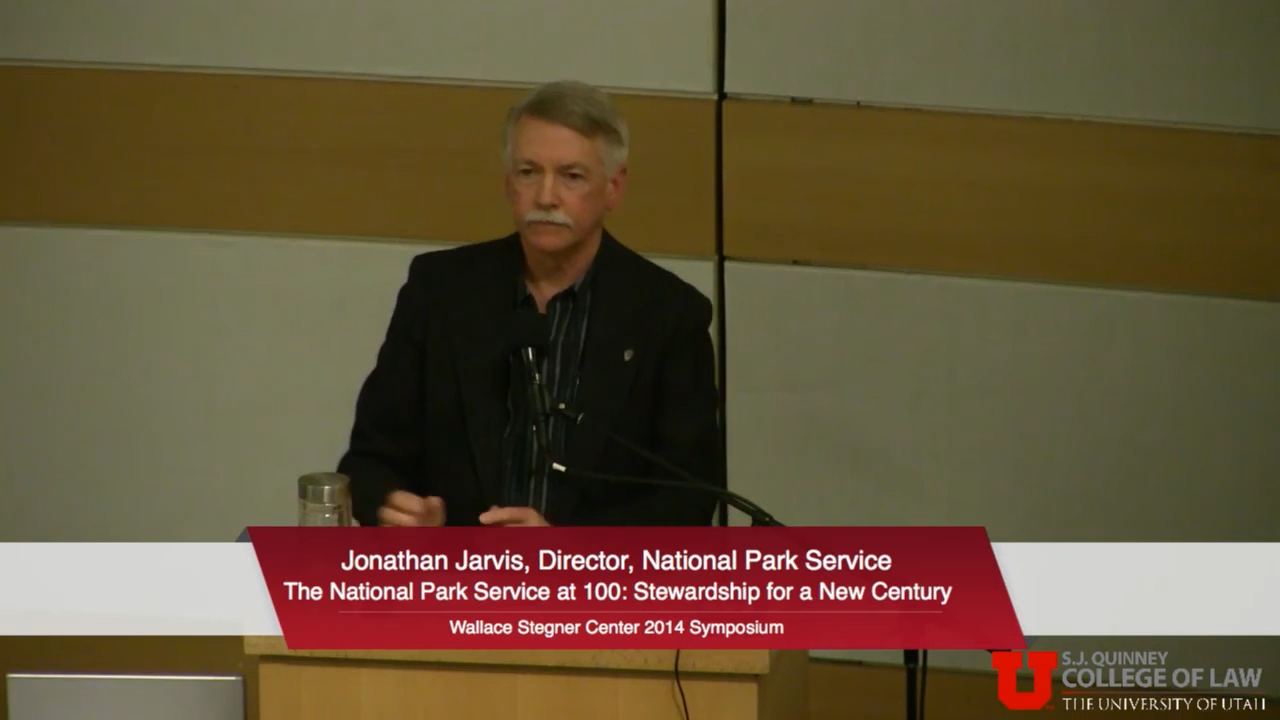 Jonathan Jarvis, Director, National Park Service
The National Park Service at 100: Stewardship for a New Century
Wallace Stegner Center 2014 Symposium
U
S.J. QUINNEY
COLLEGE OF LAW
THE UNIVERSITY OF UTAH